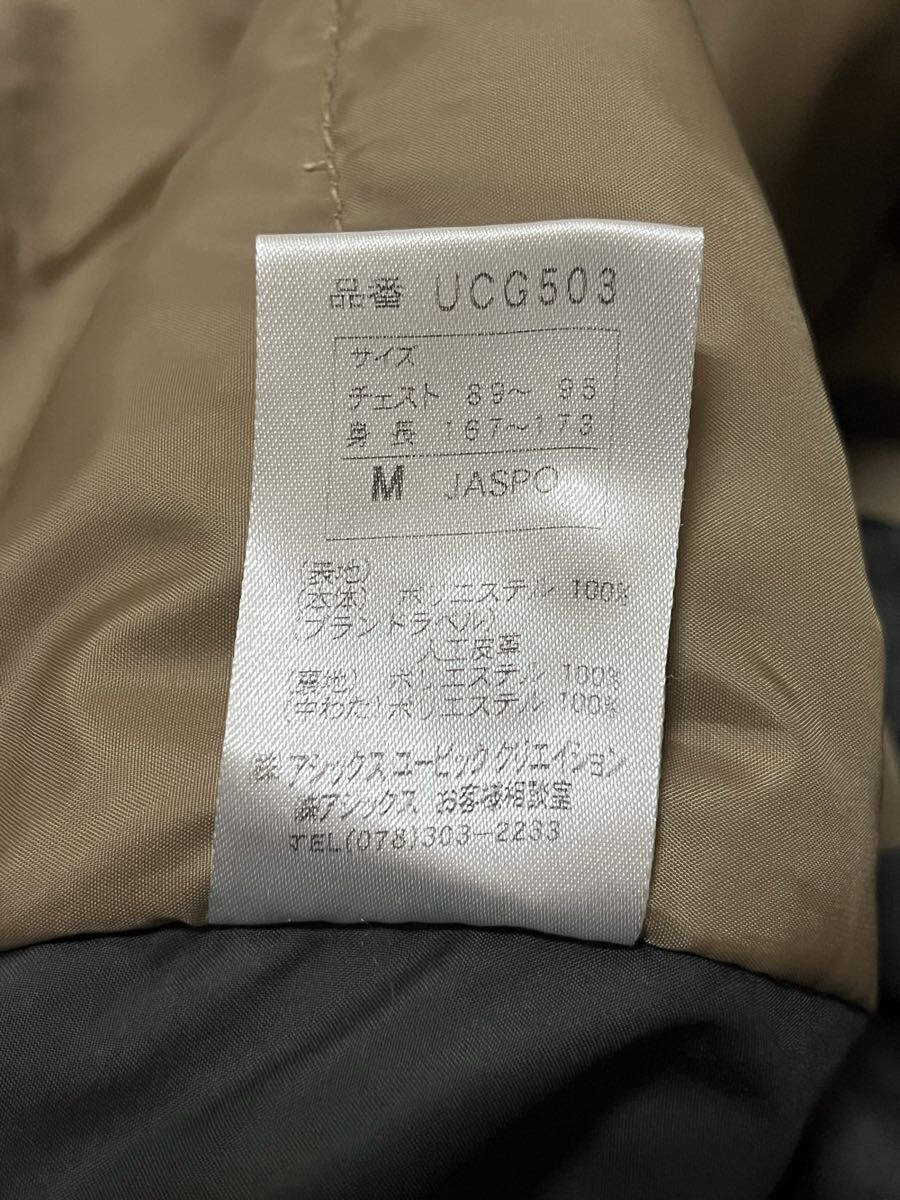 品番 UCG503
サイズ
チェスト 89～ 95
身長 167～173
M JASPO
(表地)
(本体) ポリエステル 100%
(ブランドラベル)
人工皮革
(裏地) ポリエステル 100%
(中わた)ポリエステル 100%
㈱アシックスユービッククリエイション
㈱アシックス お客様相談室
TEL(078)303-2233